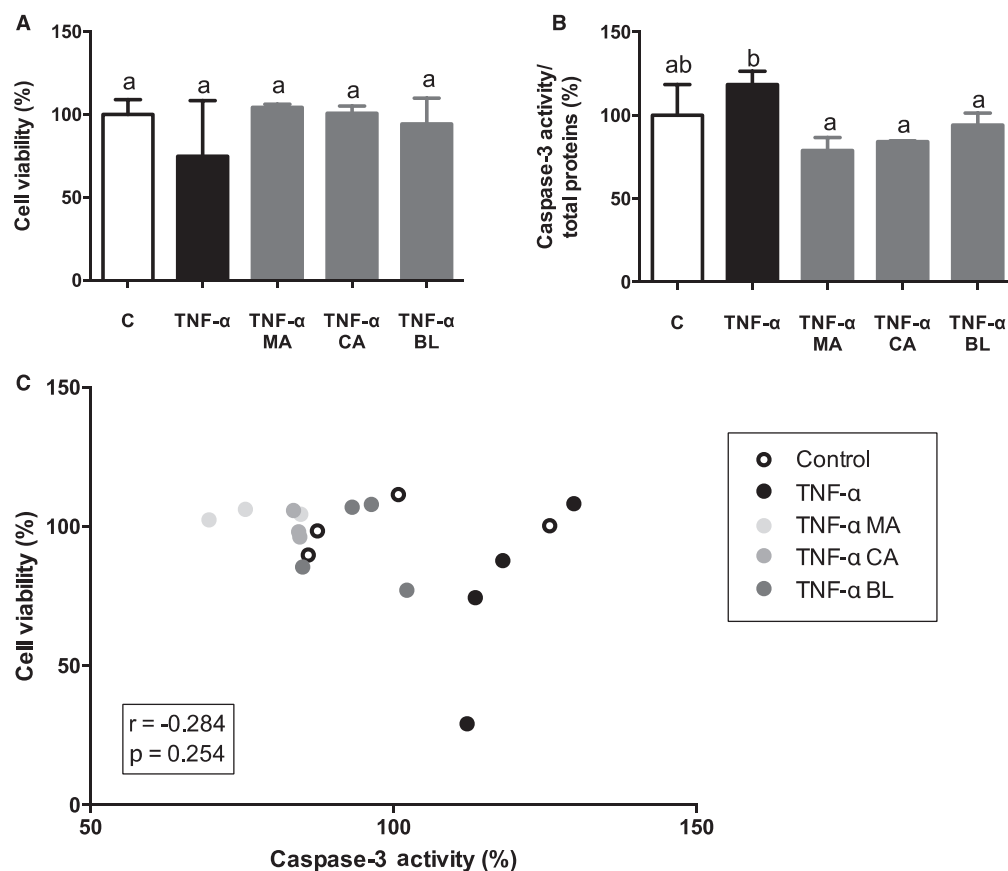 A
Cell viability (%)
150
100
50
0
a
a
a
a
a
C
TNF-α
TNF-α
MA
TNF-α
CA
TNF-α
BL
B
Caspase-3 activity/
total proteins (%)
150
100
50
0
ab
b
a
a
a
C
TNF-α
TNF-α
MA
TNF-α
CA
TNF-α
BL
C
Cell viability (%)
150
100
50
0
r = -0.284
p = 0.254
50
100
150
Caspase-3 activity (%)
Control
TNF-α
TNF-α MA
TNF-α CA
TNF-α BL